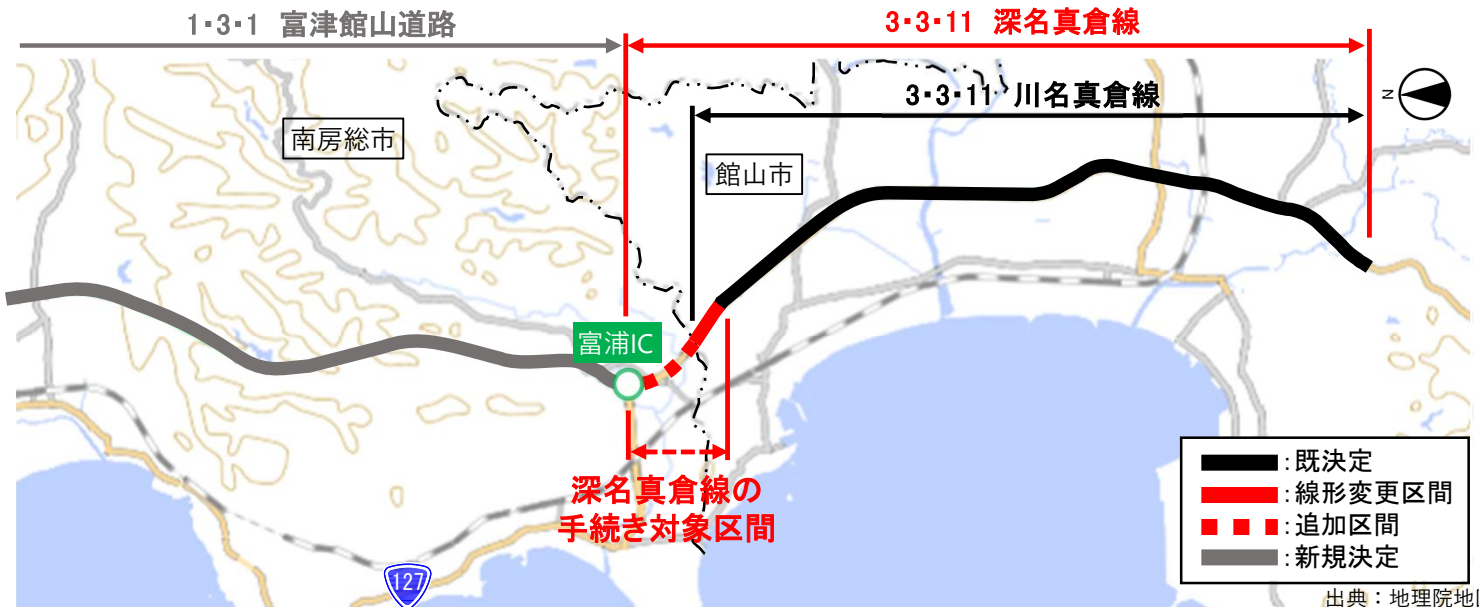 1・3・1 富津館山道路
3・3・11 深名真倉線
3・3・11 川名真倉線
N
南房総市
館山市
富浦IC
深名真倉線の
手続き対象区間
127
:既決定
:線形変更区間
:追加区間
:新規決定
出典：地理院地